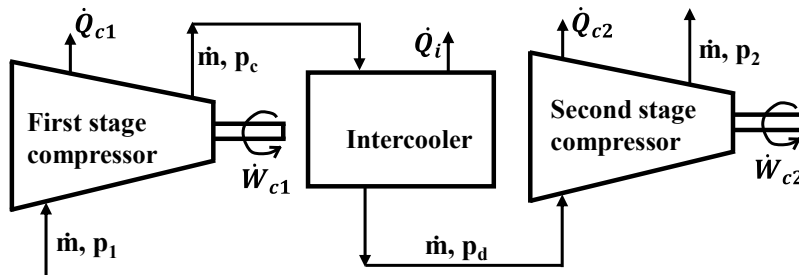 Q̇c1
ṁ, pc
Q̇i
Q̇c2
ṁ, p2
First stage
compressor
Intercooler
Second stage
compressor
Ẇc1
Ẇc2
ṁ, p1
ṁ, pd